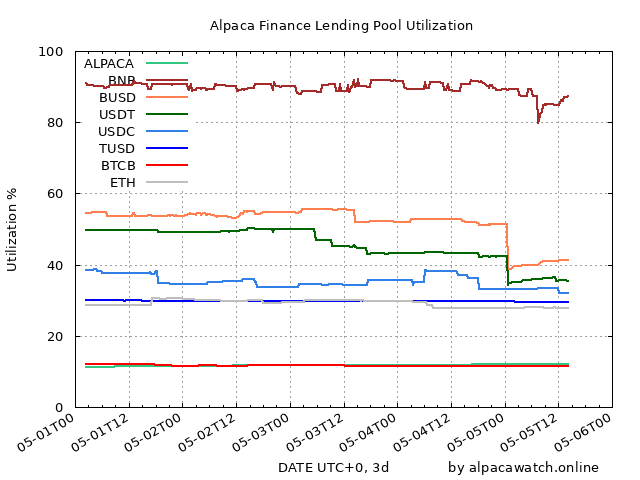 Alpaca Finance Lending Pool Utilization
Utilization %
100
80
60
40
20
0
ALPACA
BNB
BUSD
USDT
USDC
TUSD
BTCB
ETH
05-01T00
05-01T12
05-02T00
05-02T12
05-03T00
05-03T12
05-04T00
05-04T12
05-05T00
05-05T12
05-06T00
DATE UTC+0, 3d
by alpacawatch.online